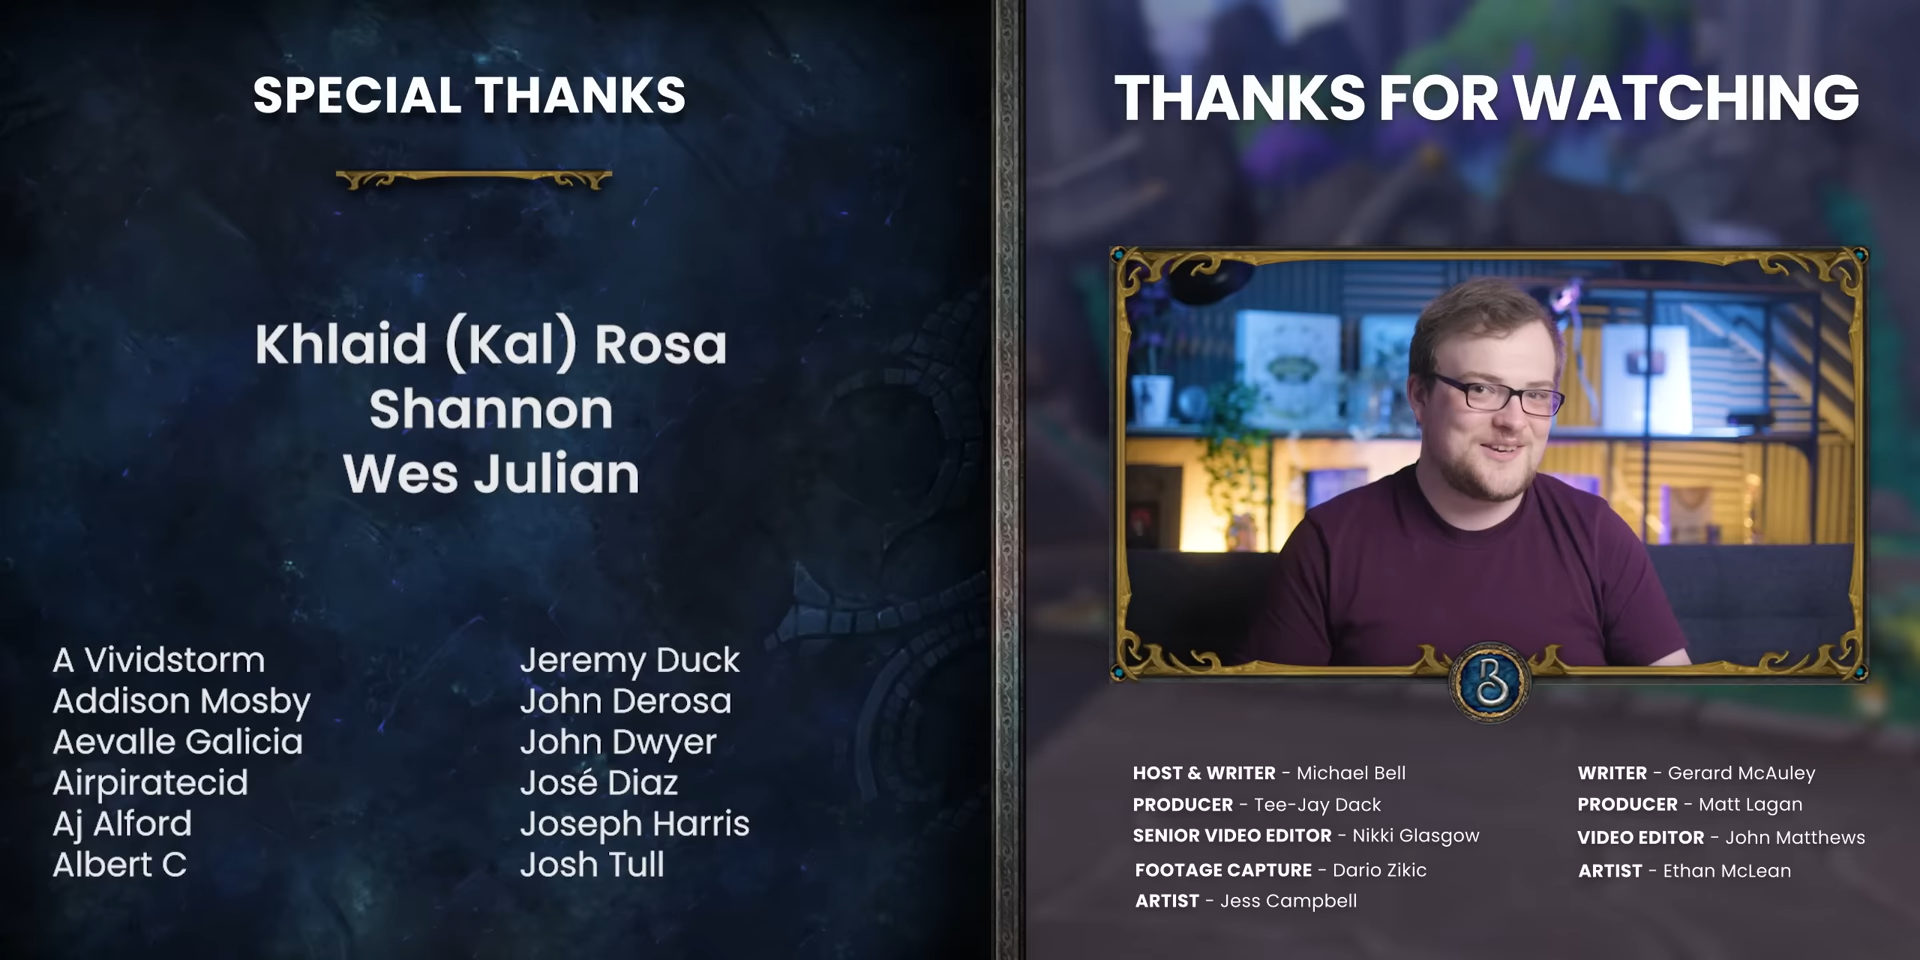 SPECIAL THANKS
Khlaid (Kal) Rosa
Shannon
Wes Julian
A Vividstorm
Addison Mosby
Aevalle Galicia
Airpiratecid
Aj Alford
Albert C
Jeremy Duck
John Derosa
John Dwyer
José Diaz
Joseph Harris
Josh Tull
THANKS FOR WATCHING
B
HOST & WRITER - Michael Bell
PRODUCER - Tee-Jay Dack
SENIOR VIDEO EDITOR - Nikki Glasgow
FOOTAGE CAPTURE - Dario Zikic
ARTIST - Jess Campbell
WRITER - Gerard McAuley
PRODUCER - Matt Lagan
VIDEO EDITOR - John Matthews
ARTIST - Ethan McLean